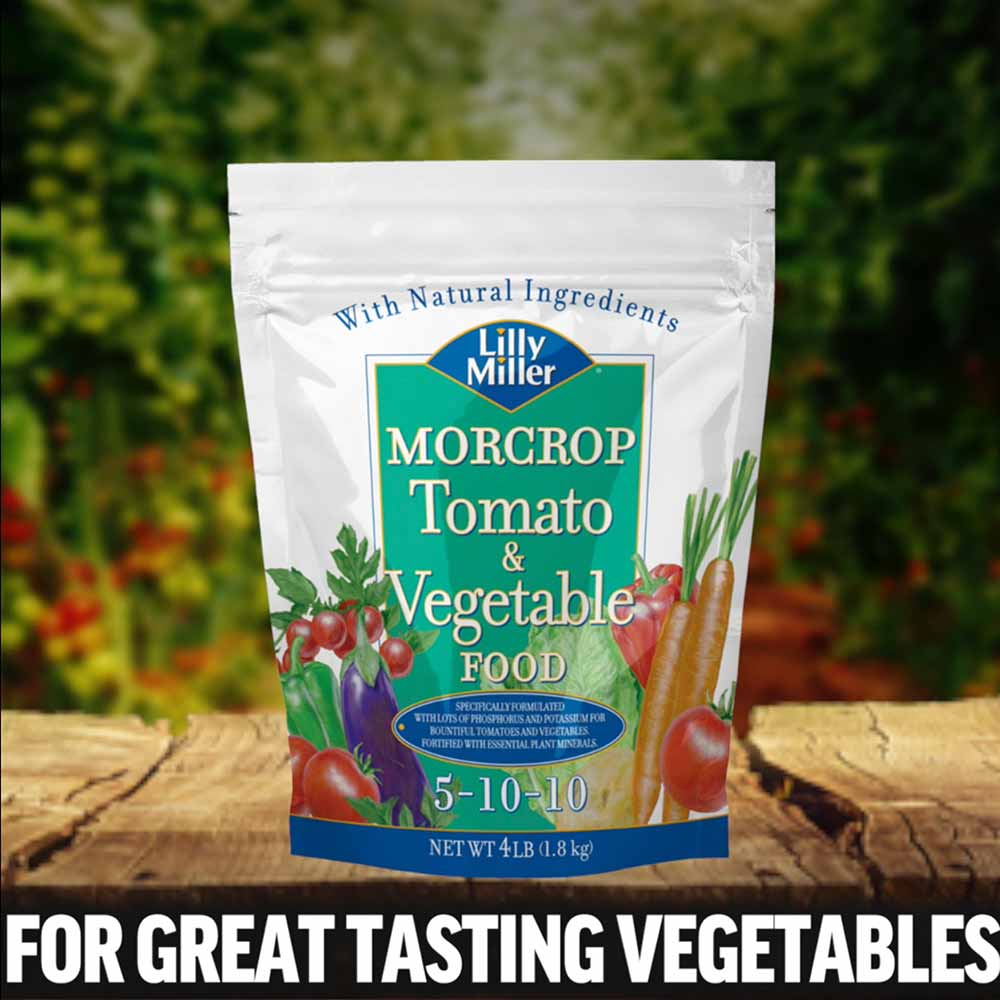 With Natural Ingredients
Lilly
Miller
MORCROP
Tomato
&
Vegetable
FOOD
SPECIFICALLY FORMULATED
WITH LOTS OF PHOSPHORUS AND POTASSIUM FOR
BOUNTIFUL TOMATOES AND VEGETABLES.
FORTIFIED WITH ESSENTIAL PLANT MINERALS.
5-10-10
NET WT 4 LB (1.8 kg)
FOR GREAT TASTING VEGETABLES